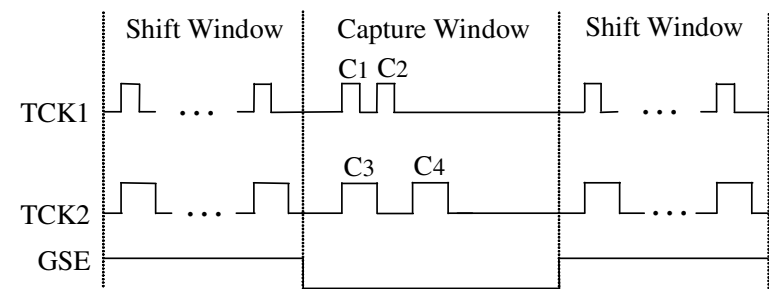 Shift Window Capture Window Shift Window
C1 C2
TCK1 ... ...
C3 C4
TCK2 ... ...
GSE